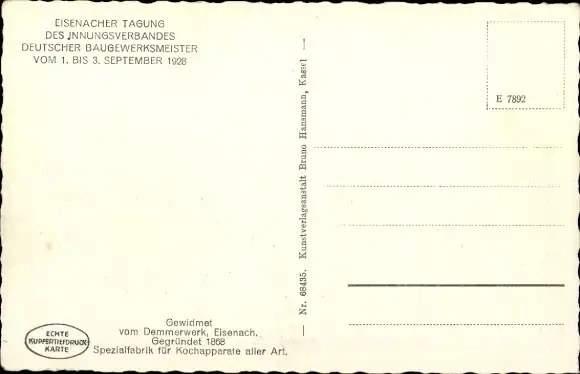 EISENACHER TAGUNG
DES INNUNGSVERBANDES
DEUTSCHER BAUGEWERKSMEISTER
VOM 1. BIS 3. SEPTEMBER 1928
E 7892
— Nr. 68435. Kunstverlagsanstalt Bruno Hansmann, Kassel —
Gewidmet
vom Demmerwerk, Eisenach.
Gegründet 1868
Spezialfabrik für Kochapparate aller Art.
ECHTE
KUPFERTIEFDRUCK-
KARTE